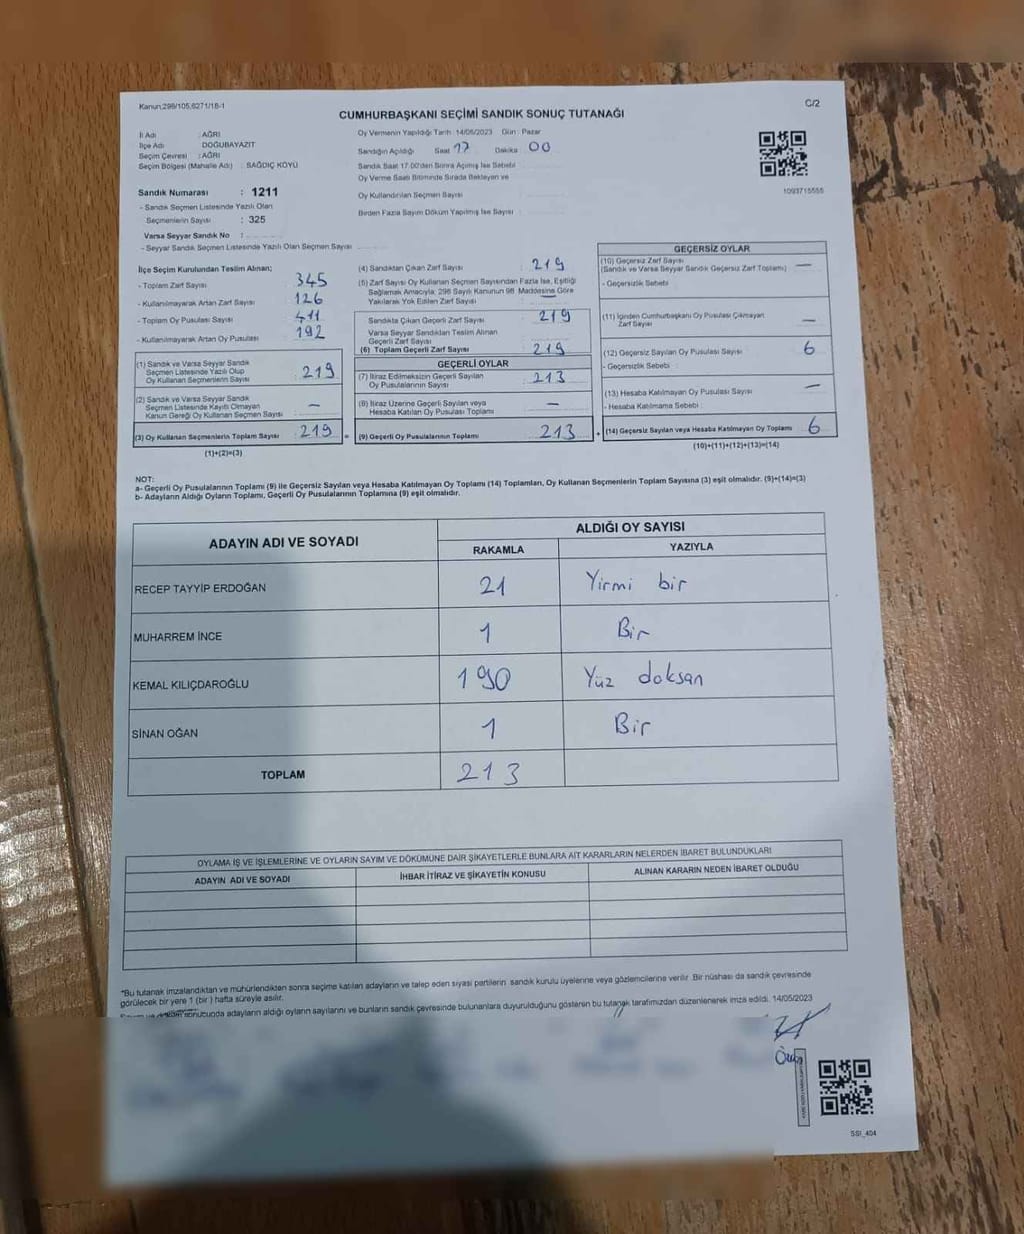 Kanun,298/105,6271/18-1
C/2
CUMHURBAŞKANI SEÇİMİ SANDIK SONUÇ TUTANAĞI
İl Adı : AĞRI
İlçe Adı DOĞUBAYAZIT
Seçim Çevresi : AĞRI
Seçim Bölgesi (Mahalle Adı) : SAĞDIÇ KÖYÜ
Oy Vermenin Yapıldığı Tarih: 14/05/2023 Gün : Pazar
Sandığın Açıldığı Saat 17 Dakika 00
Sandık Saat 17:00'den Sonra Açılmış İse Sebebi
Oy Verme Saati Bitiminde Sırada Bekleyen ve
Oy Kullandırılan Seçmen Sayısı
Birden Fazla Sayım Döküm Yapılmış İse Sayısı :
1093715555
Sandık Numarası : 1211
- Sandık Seçmen Listesinde Yazılı Olan
Seçmenlerin Sayısı : 325
Varsa Seyyar Sandık No :
- Seyyar Sandık Seçmen Listesinde Yazılı Olan Seçmen Sayısı
İlçe Seçim Kurulundan Teslim Alınan;
- Toplam Zarf Sayısı 345
- Kullanılmayarak Artan Zarf Sayısı 126
- Toplam Oy Pusulası Sayısı 411
- Kullanılmayarak Artan Oy Pusulası 192
(1) Sandık ve Varsa Seyyar Sandık
Seçmen Listesinde Yazılı Olup
Oy Kullanan Seçmenlerin Sayısı 219
(2) Sandık ve Varsa Seyyar Sandık
Seçmen Listesinde Kayıtlı Olmayan
Kanun Gereği Oy Kullanan Seçmen Sayısı –
(3) Oy Kullanan Seçmenlerin Toplam Sayısı 219 =
(1)+(2)=(3)
(4) Sandıktan Çıkan Zarf Sayısı : 219
(5) Zarf Sayısı Oy Kullanan Seçmen Sayısından Fazla İse, Eşitliği
Sağlamak Amacıyla; 298 Sayılı Kanunun 98. Maddesine Göre
Yakılarak Yok Edilen Zarf Sayısı : —
Sandıkta Çıkan Geçerli Zarf Sayısı : 219
Varsa Seyyar Sandıktan Teslim Alınan
Geçerli Zarf Sayısı
(6) Toplam Geçerli Zarf Sayısı 219
GEÇERLİ OYLAR
(7) İtiraz Edilmeksizin Geçerli Sayılan
Oy Pusulalarının Sayısı 213
(8) İtiraz Üzerine Geçerli Sayılan veya
Hesaba Katılan Oy Pusulası Toplamı –
(9) Geçerli Oy Pusulalarının Toplamı 213 +
GEÇERSİZ OYLAR
(10) Geçersiz Zarf Sayısı
(Sandık ve Varsa Seyyar Sandık Geçersiz Zarf Toplamı) —
- Geçersizlik Sebebi :
(11) İçinden Cumhurbaşkanı Oy Pusulası Çıkmayan
Zarf Sayısı —
(12) Geçersiz Sayılan Oy Pusulası Sayısı 6
- Geçersizlik Sebebi :
(13) Hesaba Katılmayan Oy Pusulası Sayısı —
- Hesaba Katılmama Sebebi :
(14) Geçersiz Sayılan veya Hesaba Katılmayan Oy Toplamı 6
(10)+(11)+(12)+(13)=(14)
NOT:
a- Geçerli Oy Pusulalarının Toplamı (9) ile Geçersiz Sayılan veya Hesaba Katılmayan Oy Toplamı (14) Toplamları, Oy Kullanan Seçmenlerin Toplam Sayısına (3) eşit olmalıdır. (9)+(14)=(3)
b- Adayların Aldığı Oyların Toplamı, Geçerli Oy Pusulalarının Toplamına (9) eşit olmalıdır.
ADAYIN ADI VE SOYADI
ALDIĞI OY SAYISI
RAKAMLA YAZIYLA
RECEP TAYYİP ERDOĞAN 21 Yirmi bir
MUHARREM İNCE 1 Bir
KEMAL KILIÇDAROĞLU 190 Yüz doksan
SİNAN OĞAN 1 Bir
TOPLAM 213
OYLAMA İŞ VE İŞLEMLERİNE VE OYLARIN SAYIM VE DÖKÜMÜNE DAİR ŞİKAYETLERLE BUNLARA AİT KARARLARIN NELERDEN İBARET BULUNDUKLARI
ADAYIN ADI VE SOYADI İHBAR İTİRAZ VE ŞİKAYETİN KONUSU ALINAN KARARIN NEDEN İBARET OLDUĞU
*Bu tutanak imzalandıktan ve mühürlendikten sonra seçime katılan adayların ve talep eden siyasi partilerin sandık kurulu üyelerine veya gözlemcilerine verilir. Bir nüshası da sandık çevresinde
görülecek bir yere 1 (bir) hafta süreyle asılır.
sonucunda adayların aldığı oyların sayılarını ve bunların sandık çevresinde bulunanlara duyurulduğunu gösteren bu tutanak tarafımızdan düzenlenerek imza edildi. 14/05/2023
SSI_404